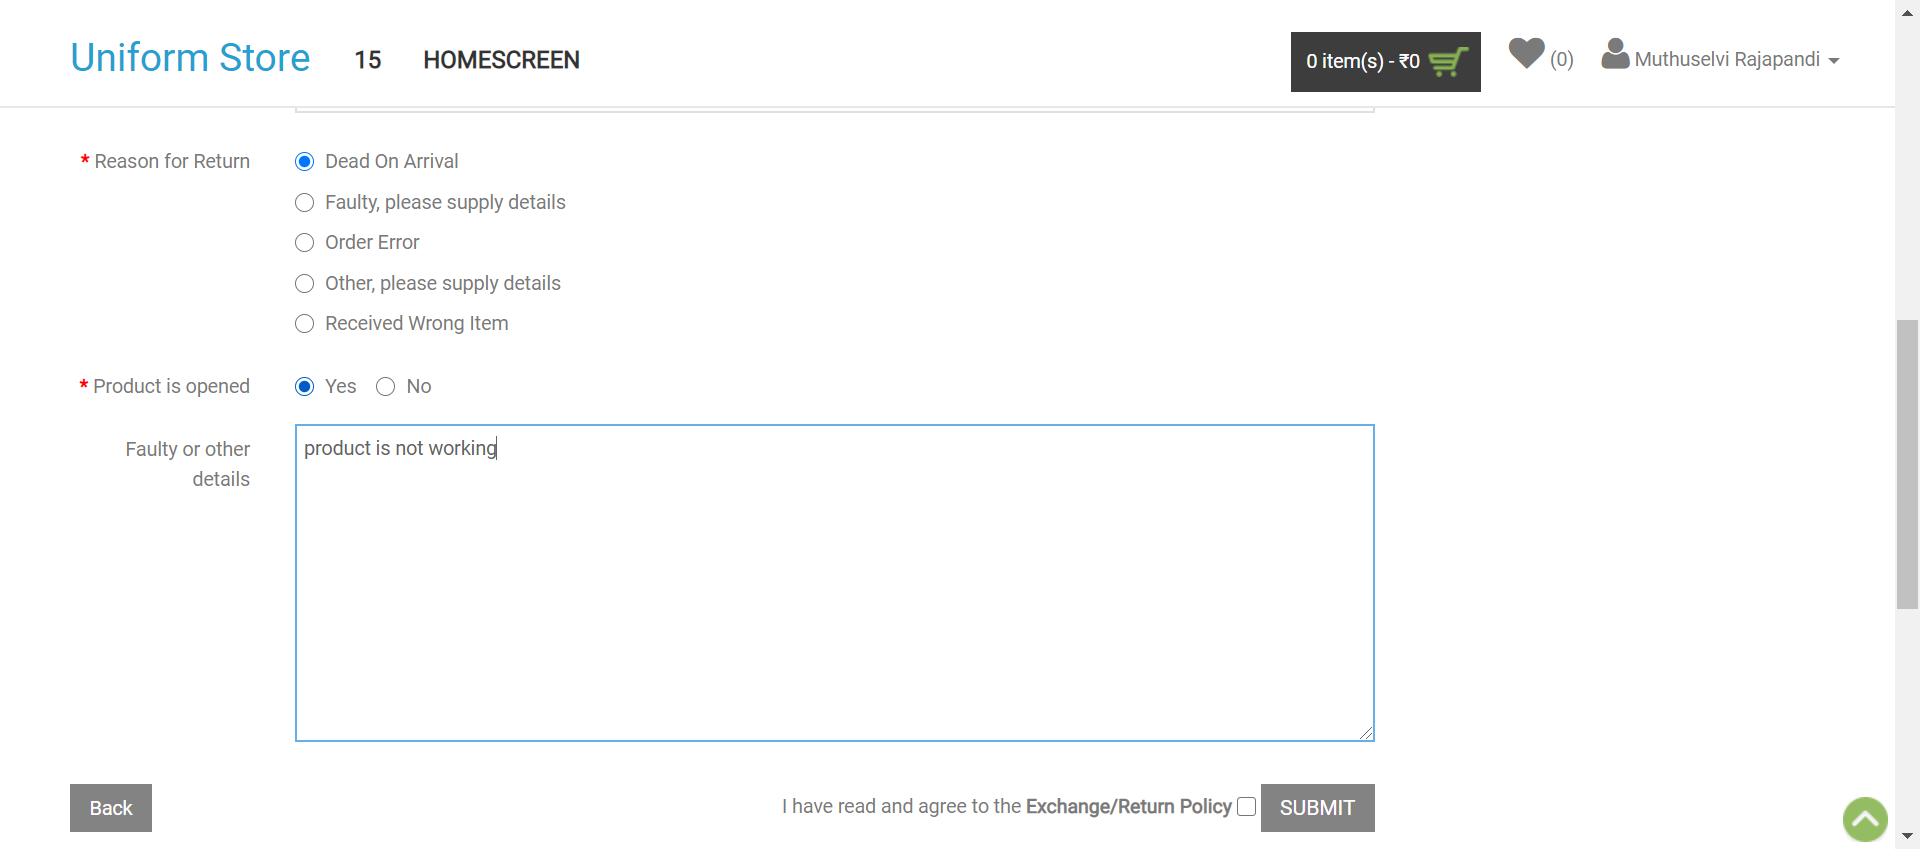 Uniform Store 15 HOMESCREEN 0 item(s) - ₹0 (0) Muthuselvi Rajapandi
* Reason for Return
Dead On Arrival
Faulty, please supply details
Order Error
Other, please supply details
Received Wrong Item
* Product is opened
Yes No
Faulty or other
details
product is not working
Back
I have read and agree to the Exchange/Return Policy SUBMIT